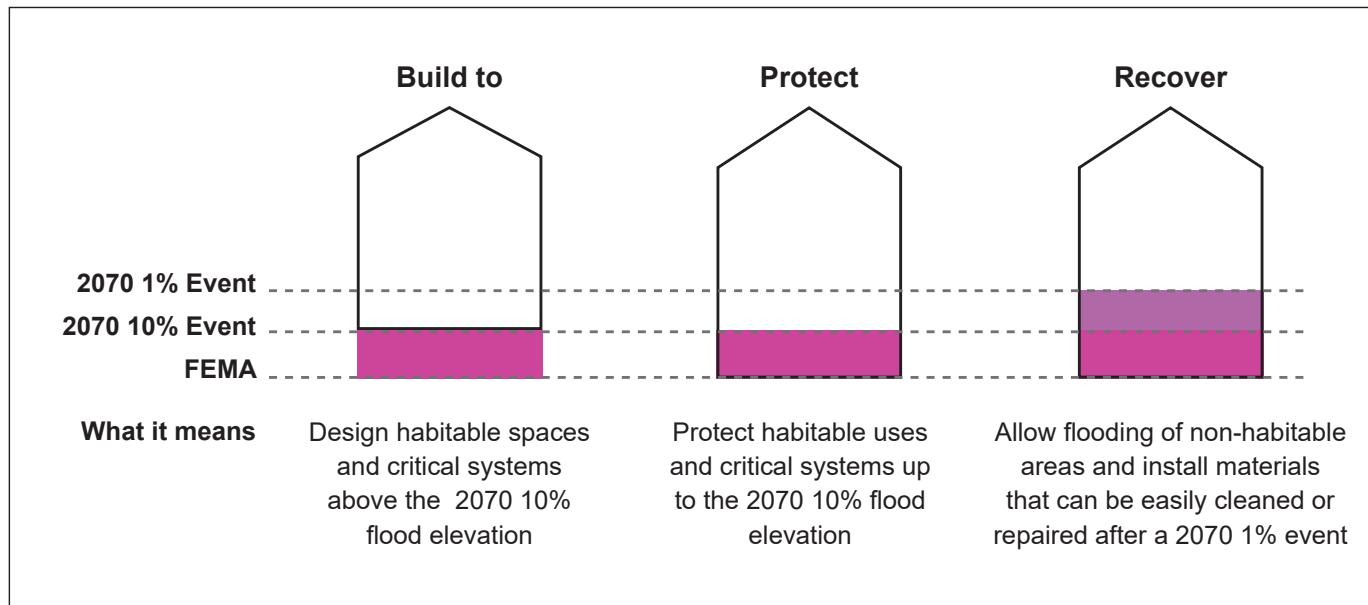 Build to
Protect
Recover
2070 1% Event
2070 10% Event
FEMA
What it means
Design habitable spaces
and critical systems
above the  2070 10%
flood elevation
Protect habitable uses
and critical systems up
to the 2070 10% flood
elevation
Allow flooding of non-habitable
areas and install materials
that can be easily cleaned or
repaired after a 2070 1% event